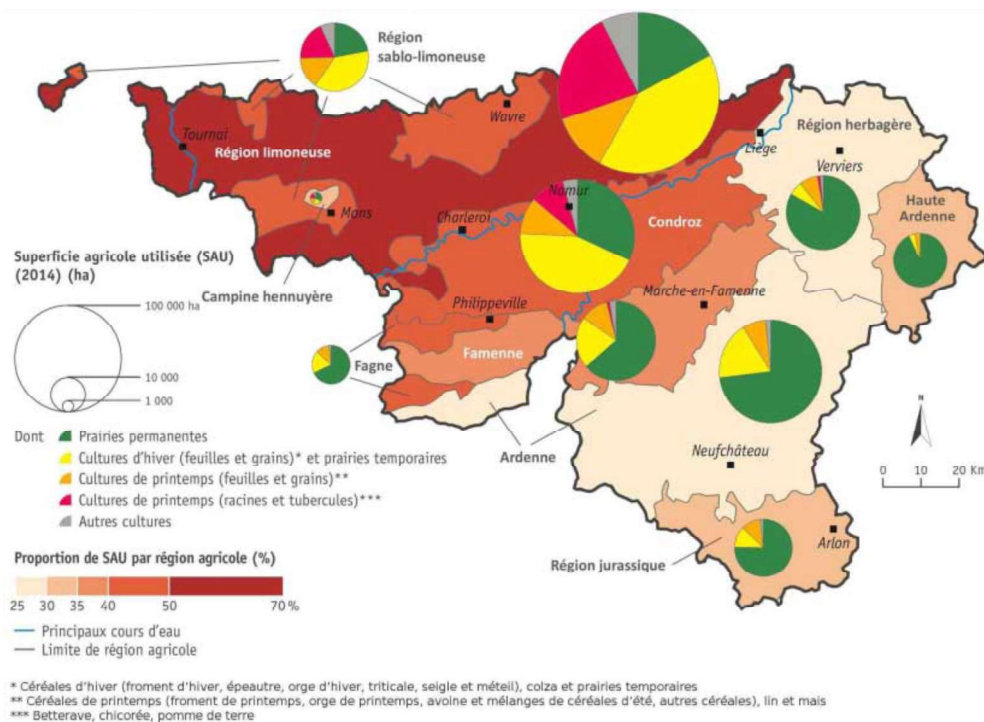 Région
sablo-limoneuse
Wavre
Tournai
Région limoneuse
Liège
Région herbagère
Verviers
Haute
Ardenne
Mons
Charleroi
Namur
Condroz
Superficie agricole utilisée (SAU)
(2014) (ha)
100 000 ha
10 000
1 000
Campine hennuyère
Philippeville
Marche-en-Famenne
Fagne
Famenne
Ardenne
Neufchâteau
N
0 10 20 Km
Dont
Prairies permanentes
Cultures d'hiver (feuilles et grains)* et prairies temporaires
Cultures de printemps (feuilles et grains)**
Cultures de printemps (racines et tubercules)***
Autres cultures
Région jurassique
Arlon
Proportion de SAU par région agricole (%)
25 30 35 40 50 70 %
Principaux cours d'eau
Limite de région agricole
* Céréales d'hiver (froment d'hiver, épeautre, orge d'hiver, triticale, seigle et méteil), colza et prairies temporaires
** Céréales de printemps (froment de printemps, orge de printemps, avoine et mélanges de céréales d'été, autres céréales), lin et mais
*** Betterave, chicorée, pomme de terre